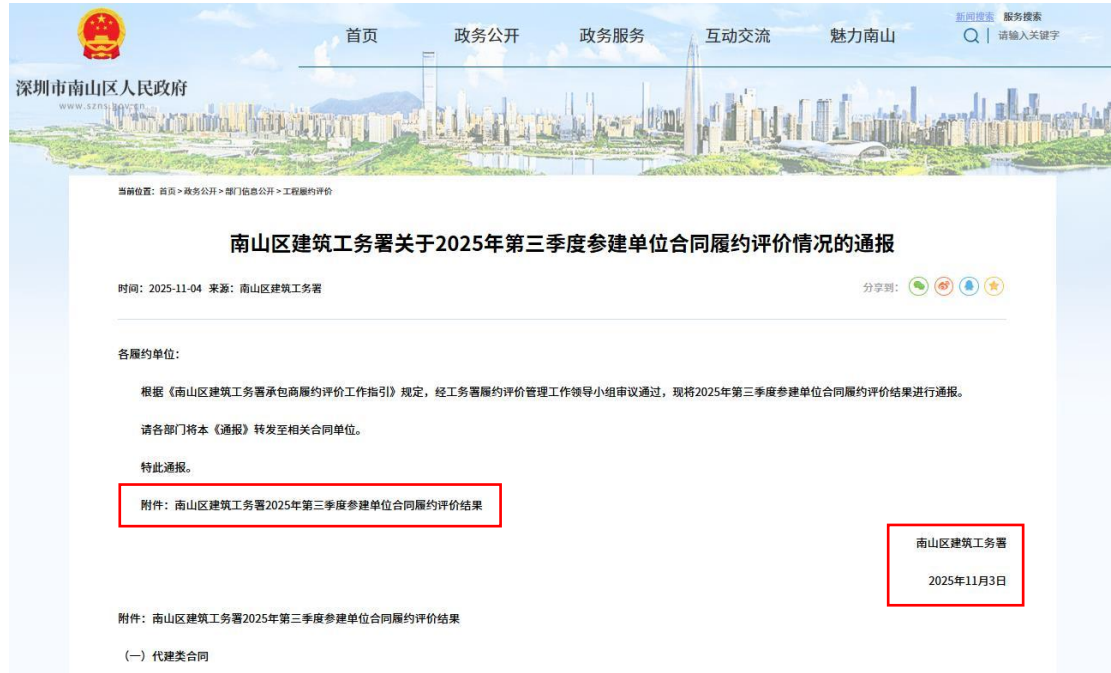 新闻搜索 服务搜索
首页 政务公开 政务服务 互动交流 魅力南山
请输入关键字
深圳市南山区人民政府
www.szns.gov.cn
当前位置：首页 > 政务公开 > 部门信息公开 > 工程履约评价
南山区建筑工务署关于2025年第三季度参建单位合同履约评价情况的通报
时间：2025-11-04 来源：南山区建筑工务署
分享到：
各履约单位：
根据《南山区建筑工务署承包商履约评价工作指引》规定，经工务署履约评价管理工作领导小组审议通过，现将2025年第三季度参建单位合同履约评价结果进行通报。
请各部门将本《通报》转发至相关合同单位。
特此通报。
附件：南山区建筑工务署2025年第三季度参建单位合同履约评价结果
南山区建筑工务署
2025年11月3日
附件：南山区建筑工务署2025年第三季度参建单位合同履约评价结果
（一）代建类合同